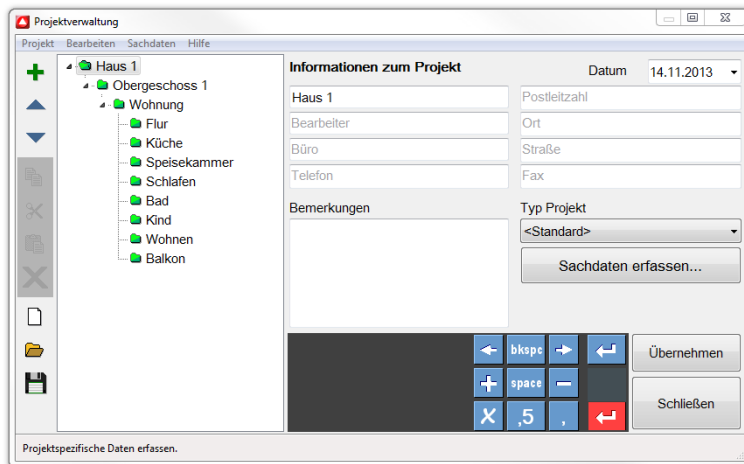 Projektverwaltung
Projekt Bearbeiten Sachdaten Hilfe
Haus 1
Obergeschoss 1
Wohnung
Flur
Küche
Speisekammer
Schlafen
Bad
Kind
Wohnen
Balkon
Informationen zum Projekt
Datum 14.11.2013
Haus 1
Postleitzahl
Bearbeiter
Ort
Büro
Straße
Telefon
Fax
Bemerkungen
Typ Projekt
<Standard>
Sachdaten erfassen...
bkspc
space
,5 ,
Übernehmen
Schließen
Projektspezifische Daten erfassen.